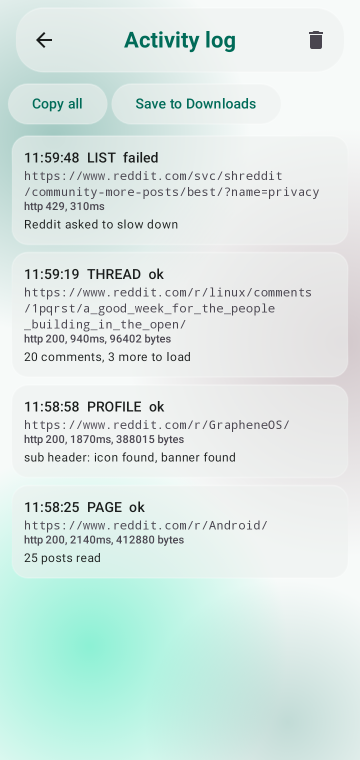 Activity log
Copy all
Save to Downloads
11:59:48 LIST failed
https://www.reddit.com/svc/shreddit
/community-more-posts/best/?name=privacy
http 429, 310ms
Reddit asked to slow down
11:59:19 THREAD ok
https://www.reddit.com/r/linux/comments
/1pqrst/a_good_week_for_the_people
_building_in_the_open/
http 200, 940ms, 96402 bytes
20 comments, 3 more to load
11:58:58 PROFILE ok
https://www.reddit.com/r/GrapheneOS/
http 200, 1870ms, 388015 bytes
sub header: icon found, banner found
11:58:25 PAGE ok
https://www.reddit.com/r/Android/
http 200, 2140ms, 412880 bytes
25 posts read